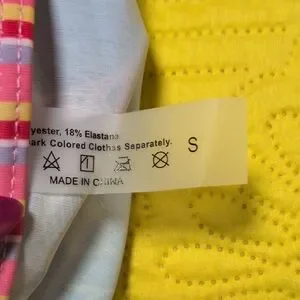 yester, 18% Elastane
ark Colored Clothes Separately.
S
MADE IN CHINA